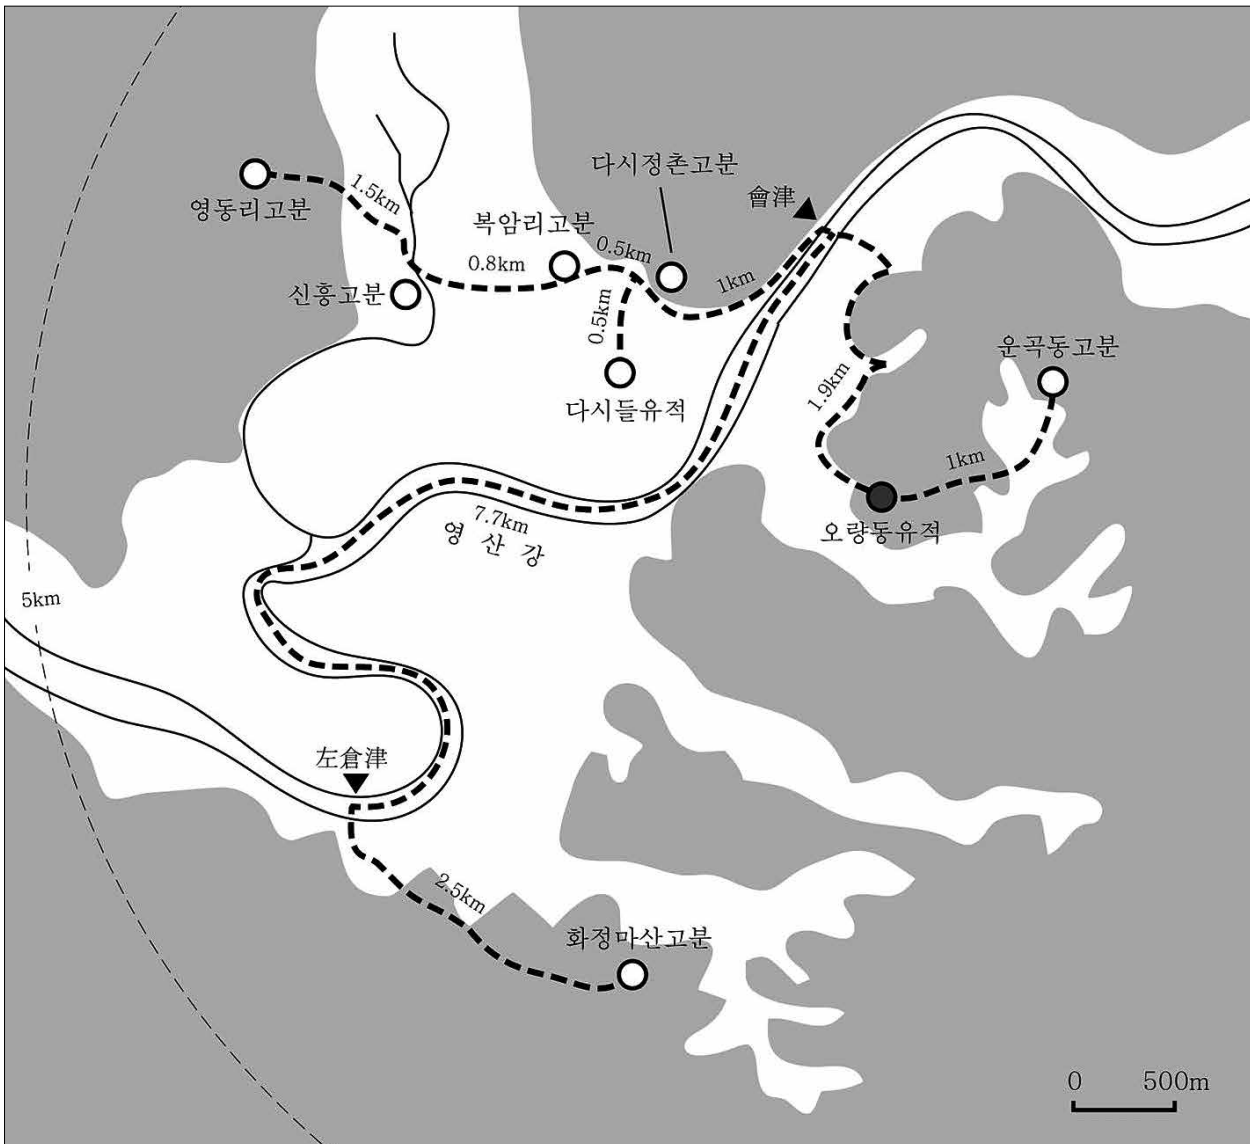 다시정촌고분
會津
1.5km
영동리고분
복암리고분
0.5km
0.8km
1km
신흥고분
0.5km
운곡동고분
다시들유적
1.9km
1km
7.7km
오량동유적
영산강
5km
左倉津
2.5km
화정마산고분
0 500m